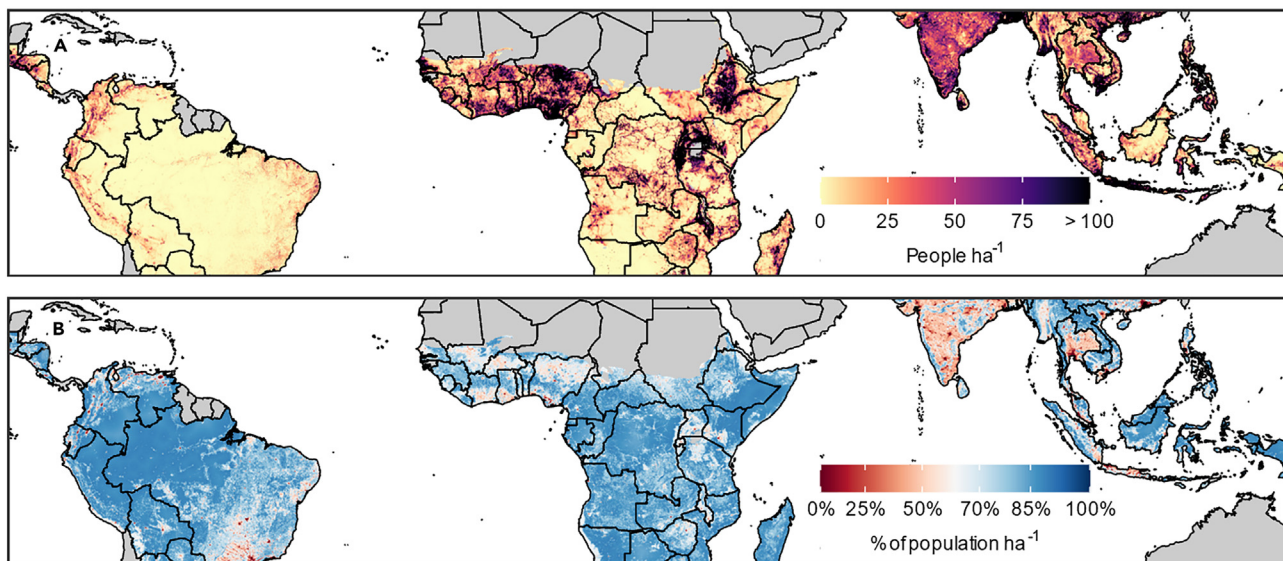 A
0 25 50 75 > 100
People ha⁻¹
B
0% 25% 50% 70% 85% 100%
% of population ha⁻¹